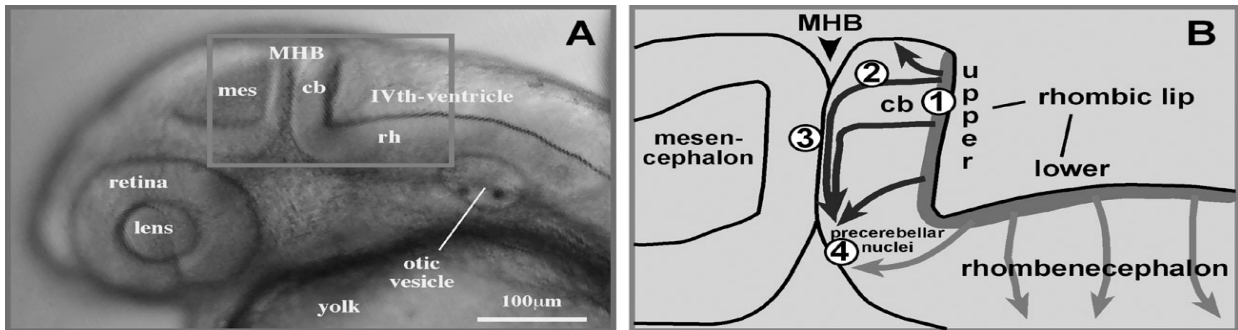 A
MHB
mes
cb
IVth-ventricle
rh
retina
lens
otic
vesicle
yolk
100μm
B
MHB
2
1
cb
upper
rhombic lip
3
mesen-
cephalon
lower
precerebellar
nuclei
4
rhombenecephalon